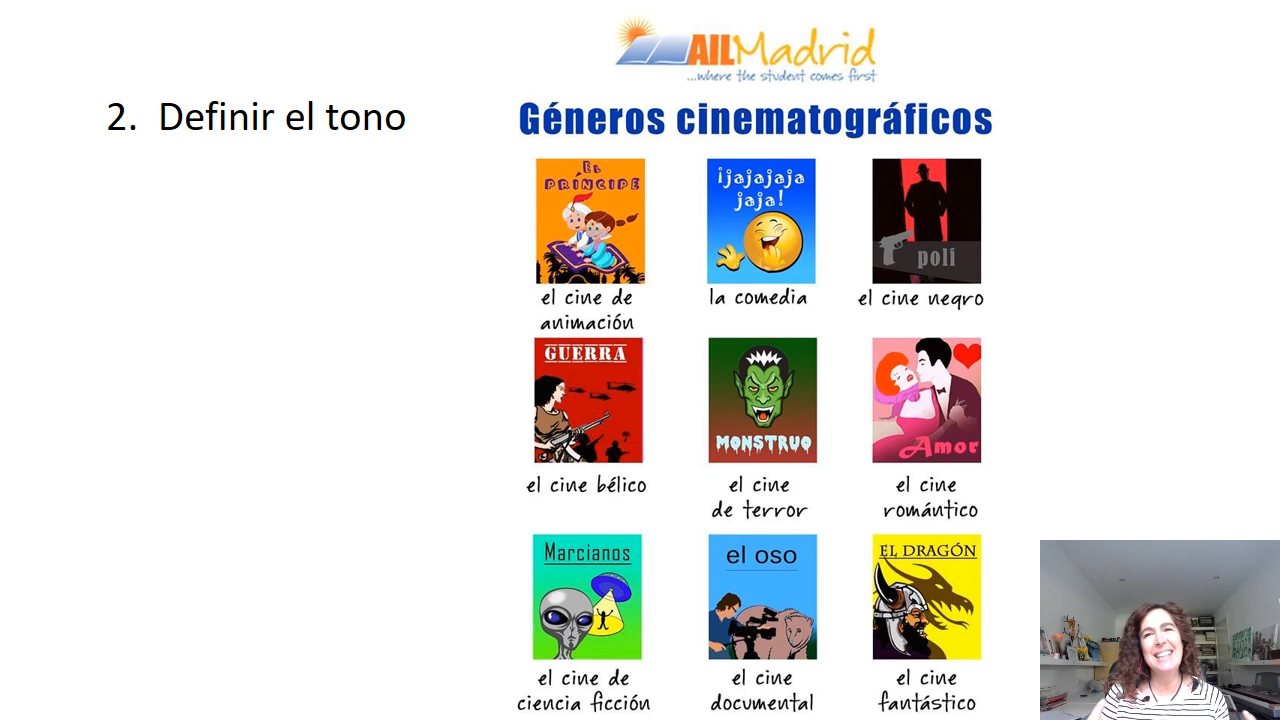 AILMadrid
...where the student comes first
2. Definir el tono
Géneros cinematográficos
EL
PRÍNCIPE
¡jajajaja
jaja!
poli
el cine de
animación
la comedia
el cine negro
GUERRA
MONSTRUO
Amor
el cine bélico
el cine
de terror
el cine
romántico
Marcianos
el oso
EL DRAGÓN
el cine de
ciencia ficción
el cine
documental
el cine
fantástico